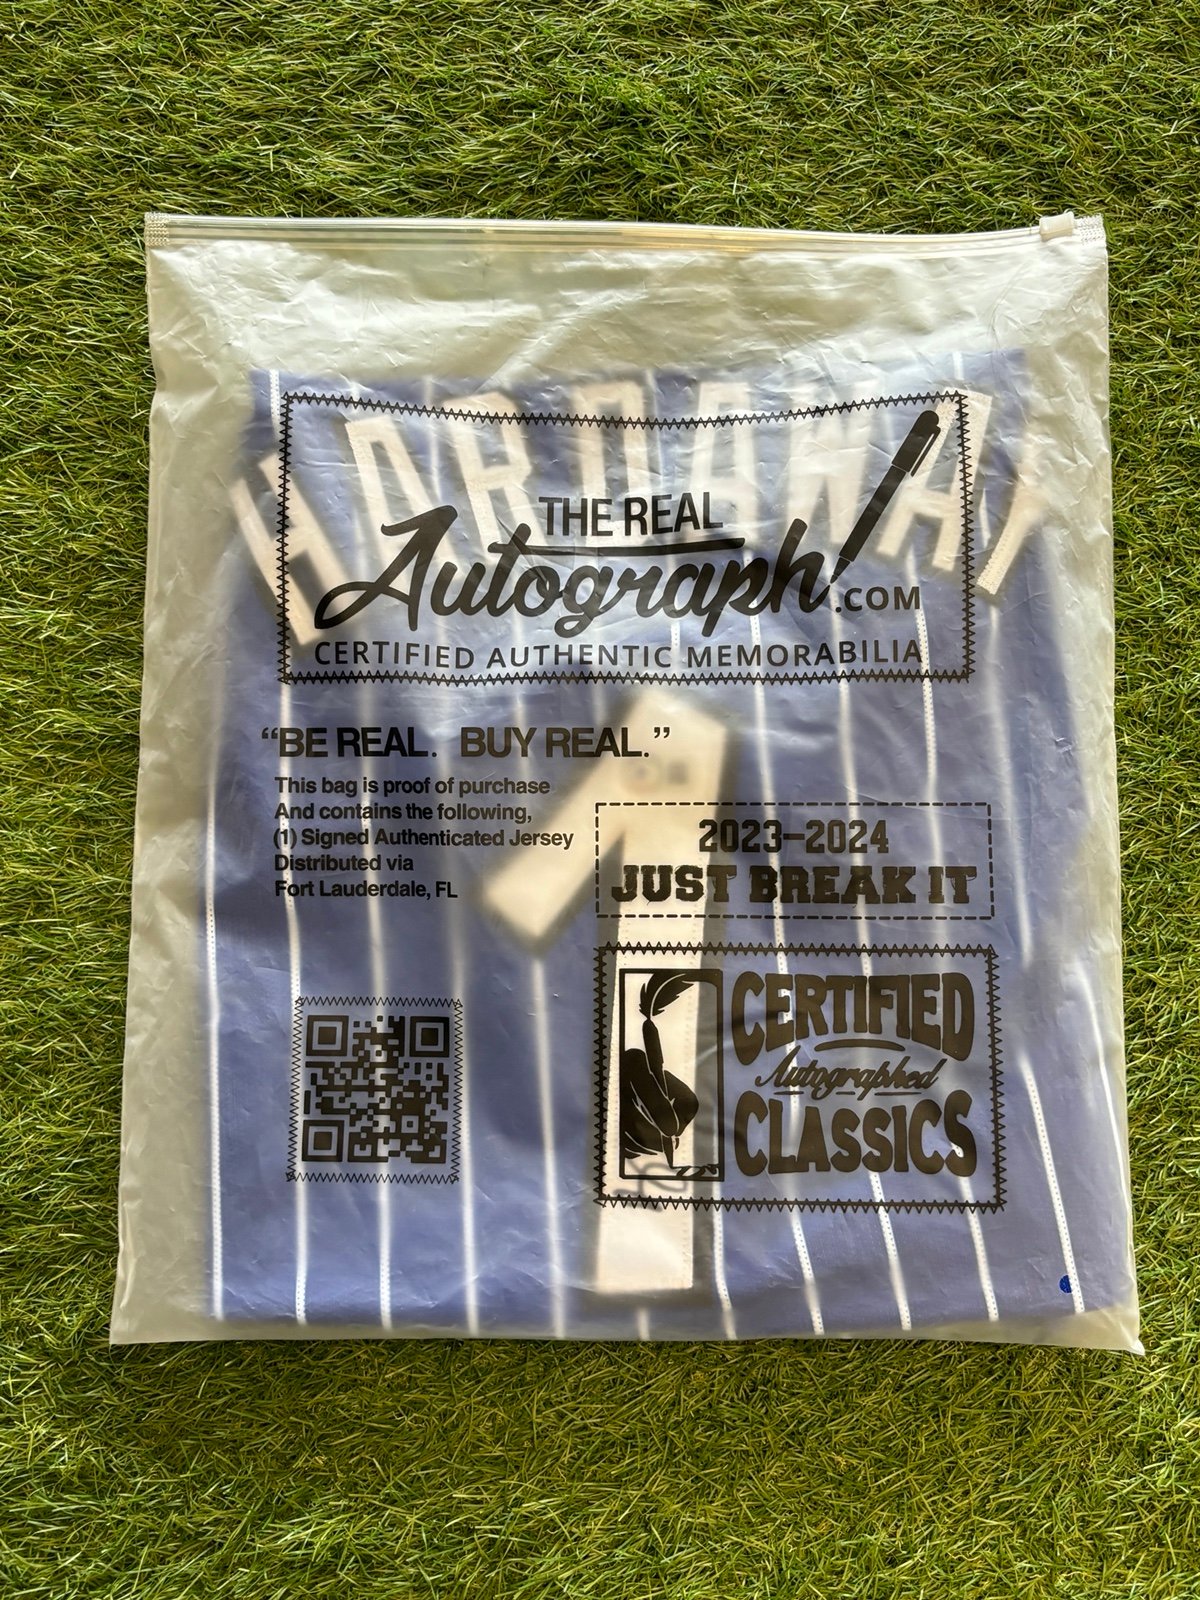 HARDAWAY
THE REAL
Autograph!.COM
CERTIFIED AUTHENTIC MEMORABILIA
“BE REAL. BUY REAL.”
This bag is proof of purchase
And contains the following,
(1) Signed Authenticated Jersey
Distributed via
Fort Lauderdale, FL
1
2023–2024
JUST BREAK IT
CERTIFIED
Autographed
CLASSICS